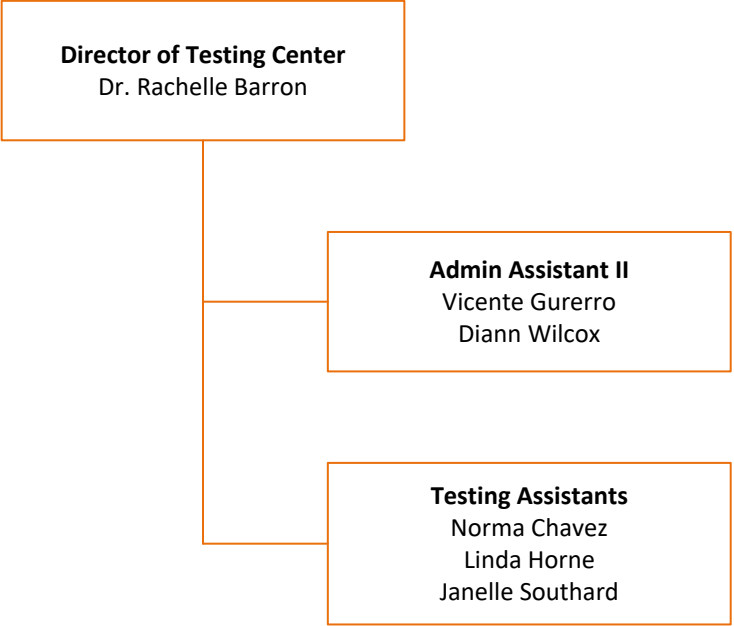 Director of Testing Center
Dr. Rachelle Barron
Admin Assistant II
Vicente Gurerro
Diann Wilcox
Testing Assistants
Norma Chavez
Linda Horne
Janelle Southard